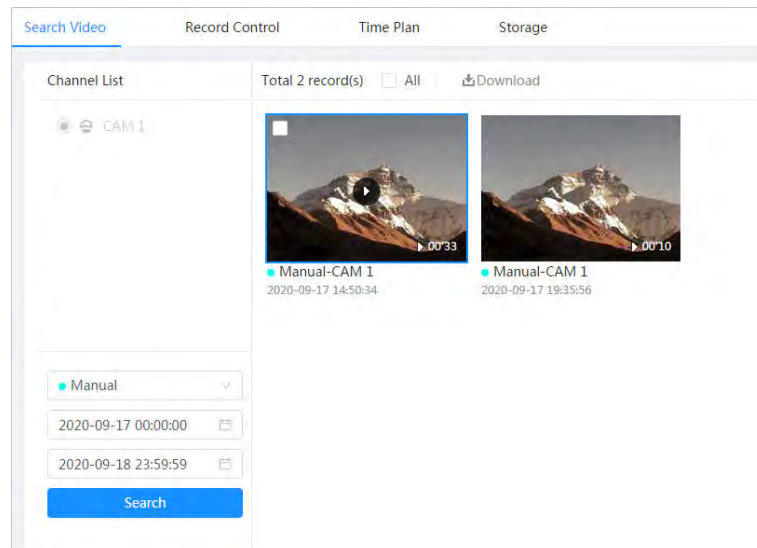 Search Video Record Control Time Plan Storage
Channel List Total 2 record(s) All Download
CAM 1
00'33 00'10
Manual-CAM 1 Manual-CAM 1
2020-09-17 14:50:34 2020-09-17 19:35:56
Manual
2020-09-17 00:00:00
2020-09-18 23:59:59
Search